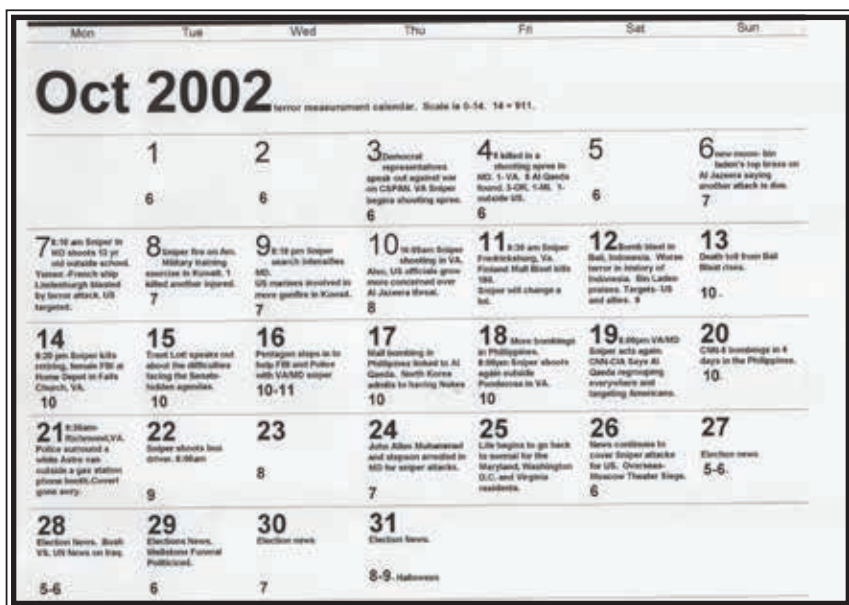 Mon Tue Wed Thu Fri Sat Sun
Oct 2002 terror measurement calendar. Scale is 0-14. 14 = 911.
1
6
2
6
3 Democrat
representatives
speak out against war
on CSPAN. VA Sniper
begins shooting spree.
6
4 killed in a
shooting spree in
MD. 1- VA. 6 Al Qaeda
found. 3-OR. 1-MI. 1-
outside US.
6
5
6
6 new moon- bin
laden's top brass on
Al Jazeera saying
another attack is due.
7
7 8:10 am Sniper in
MD shoots 13 yr
old outside school.
Yemen -French ship
blasted
by terror attack. US
targeted.
8 Sniper fire on Am.
Military training
exercise in Kuwait. 1
killed another injured.
7
9 8:10 pm Sniper
search intensifies
MD.
US marines involved in
more gunfire in Kuwait.
7
10 Sniper
shooting in VA.
Also, US officials grow
more concerned over
Al Jazeera threat.
8
11 9:30 am Sniper
Fredricksburg, Va.
Finland Mall Blast kills
Sniper will change a
lot.
12 Bomb blast in
Bali, Indonesia. Worse
terror in history of
Indonesia. Bin Laden
praises. Targets- US
and allies. 9
13
Death toll from Bali
Blast rises.
10.
14
9:20 pm Sniper kills
retiring, female FBI at
Home Depot in Falls
Church, VA.
10
15
Trent Lott speaks out
about the difficulties
facing the Senate-
hidden agendas.
10
16
Pentagon steps in to
help FBI and Police
with VA/MD sniper
10-11
17
Mall bombing in
Philipines linked to Al
Qaeda. North Korea
admits to having Nukes
10
18 More bombings
in Philippines.
8:00pm Sniper shoots
again outside
Ponderosa in VA.
10
19 8:00pm VA/MD
Sniper acts again
CNN-CIA Says Al
Qaeda regrouping
everywhere and
targeting Americans.
20
CNN-5 bombings in 4
days in the Philippines.
10.
21 8:30am-
Richmond,VA.
Police surround a
white Astro van
outside a gas station
phone booth.Covert
gone awry.
22
Sniper shoots bus
driver. 6:00am
9
23
8
24
John Allen Muhammad
and stepson arrested in
MD for sniper attacks.
7
25
Life begins to go back
to normal for the
Maryland, Washington
D.C. and Virginia
residents.
26
News continues to
cover Sniper attacks
for US. Overseas-
Moscow Theater Siege.
6
27
Election news
5-6.
28
Election News. Bush
VS. UN News on Iraq.
5-6
29
Elections News.
Wellstone Funeral
Politicized.
6
30
Election news
7
31
Election News.
8-9. Halloween